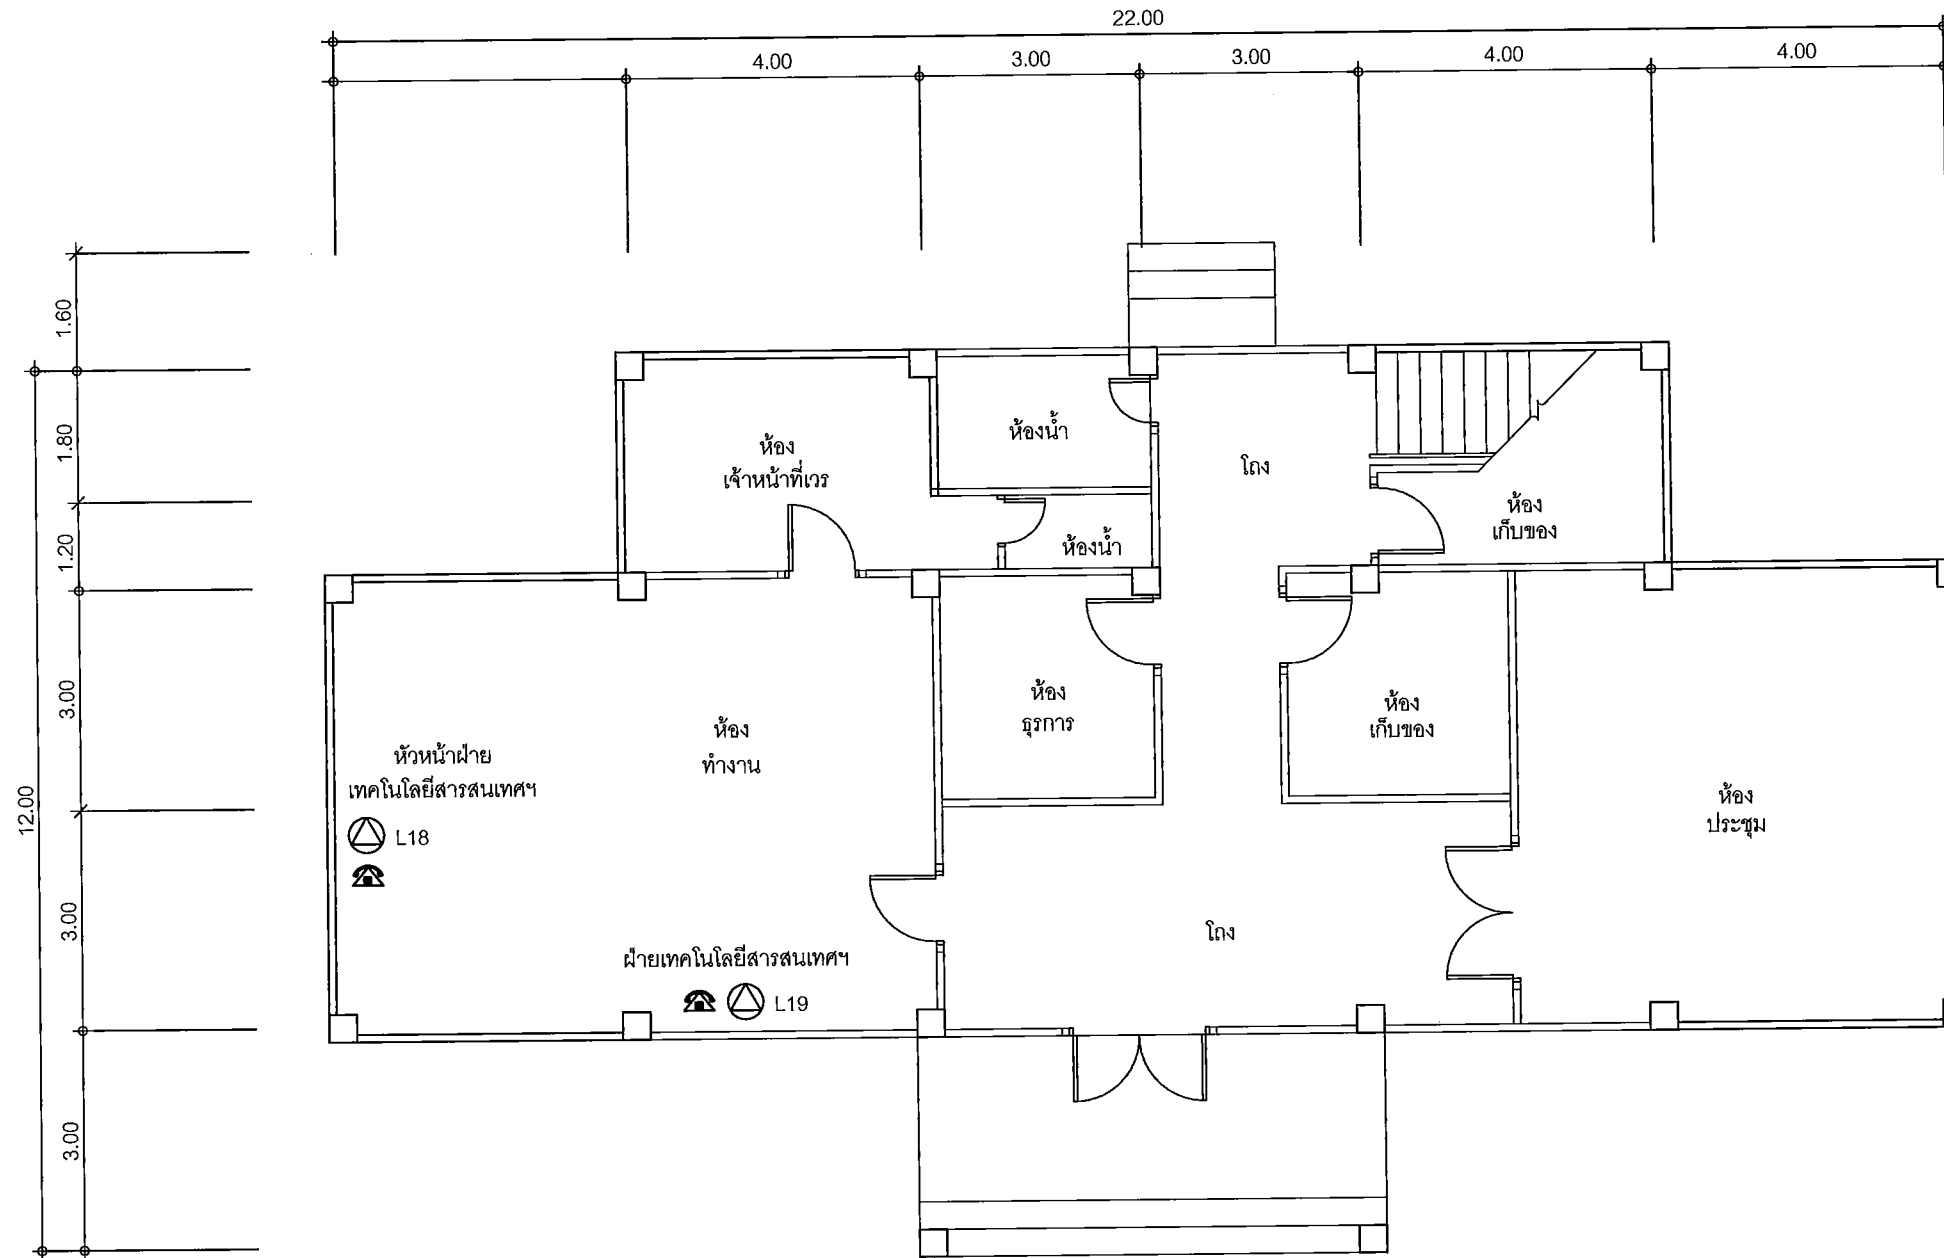 22.00
4.00
3.00
3.00
4.00
4.00
1.60
1.80
1.20
3.00
3.00
3.00
12.00
ห้อง
เจ้าหน้าที่เวร
ห้องน้ำ
ห้องน้ำ
โถง
ห้อง
เก็บของ
หัวหน้าฝ่าย
เทคโนโลยีสารสนเทศฯ
L18
ห้อง
ทำงาน
ห้อง
ธุรการ
ห้อง
เก็บของ
ห้อง
ประชุม
โถง
ฝ่ายเทคโนโลยีสารสนเทศฯ
L19